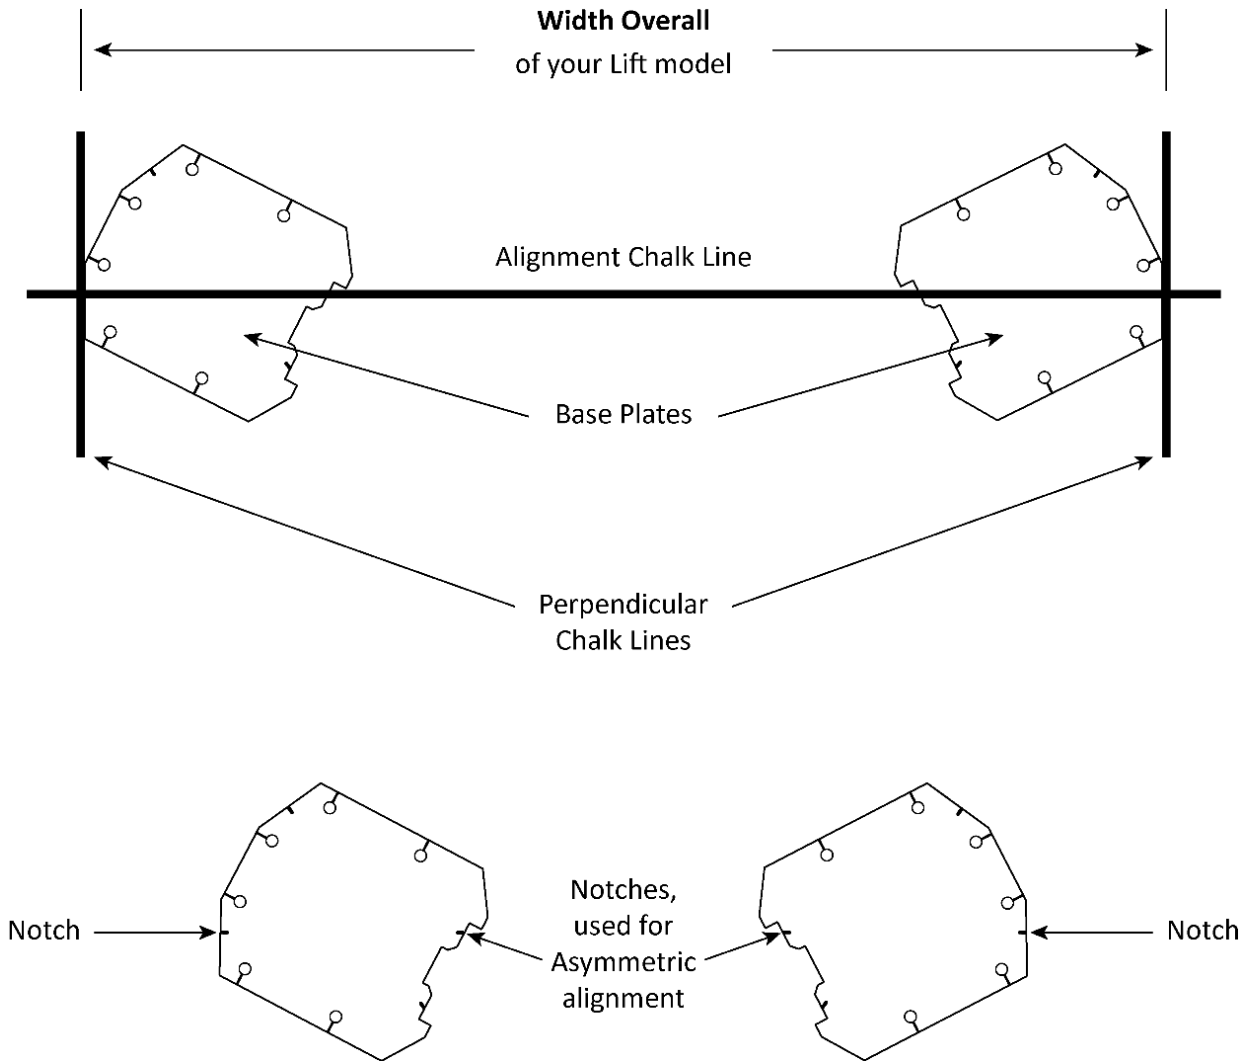 Width Overall
of your Lift model
Alignment Chalk Line
Base Plates
Perpendicular
Chalk Lines
Notch
Notches,
used for
Asymmetric
alignment
Notch